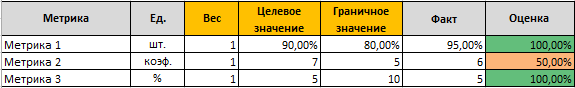 Метрика Ед. Вес Целевое значение Граничное значение Факт Оценка
Метрика 1 шт. 1 90,00% 80,00% 95,00% 100,00%
Метрика 2 коэф. 1 7 5 6 50,00%
Метрика 3 % 1 5 10 5 100,00%